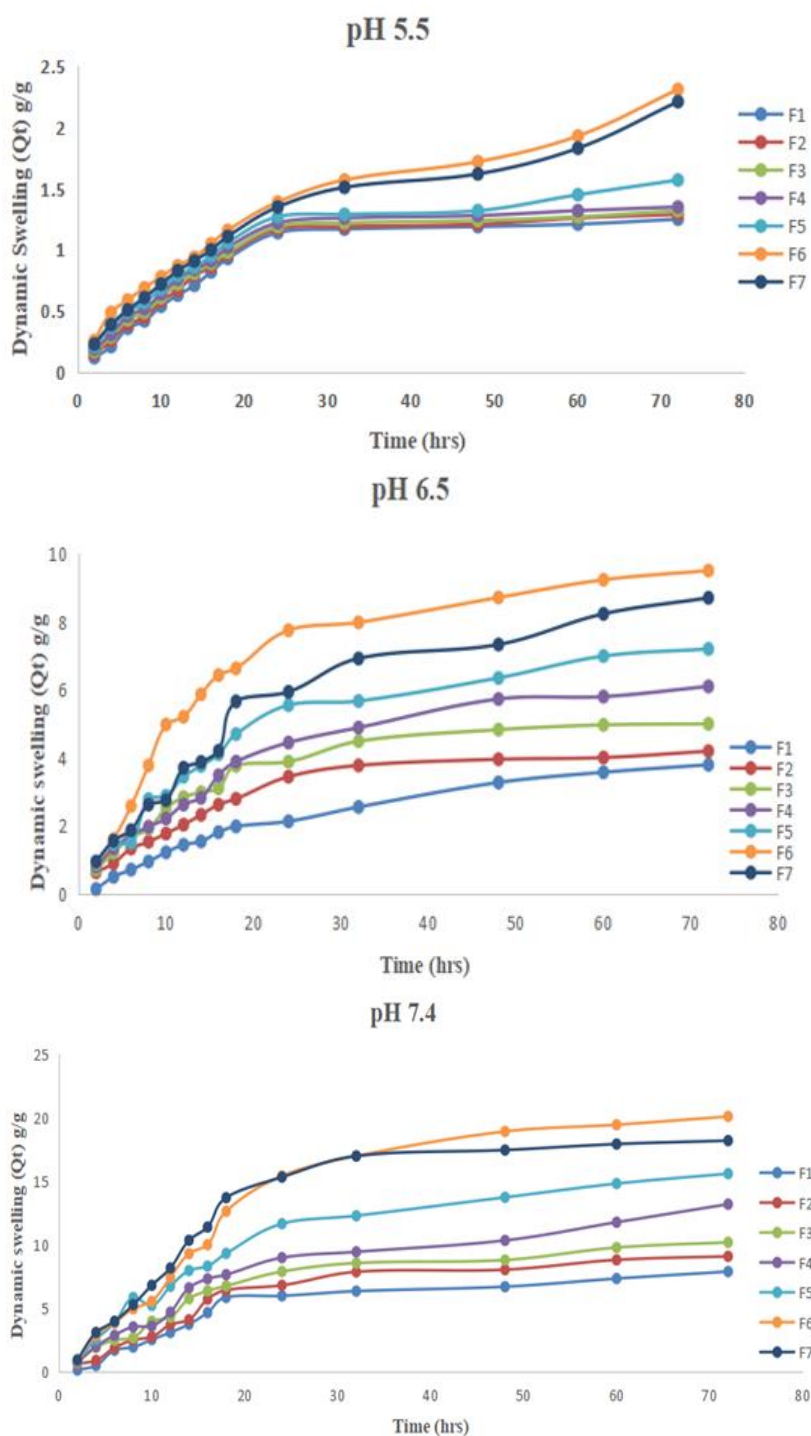 pH 5.5
Dynamic Swelling (Qt) g/g
2.5
2
1.5
1
0.5
0
0 10 20 30 40 50 60 70 80
Time (hrs)
F1
F2
F3
F4
F5
F6
F7
pH 6.5
Dynamic swelling (Qt) g/g
10
8
6
4
2
0
0 10 20 30 40 50 60 70 80
Time (hrs)
F1
F2
F3
F4
F5
F6
F7
pH 7.4
Dynamic swelling (Qt) g/g
25
20
15
10
5
0
0 10 20 30 40 50 60 70 80
Time (hrs)
F1
F2
F3
F4
F5
F6
F7